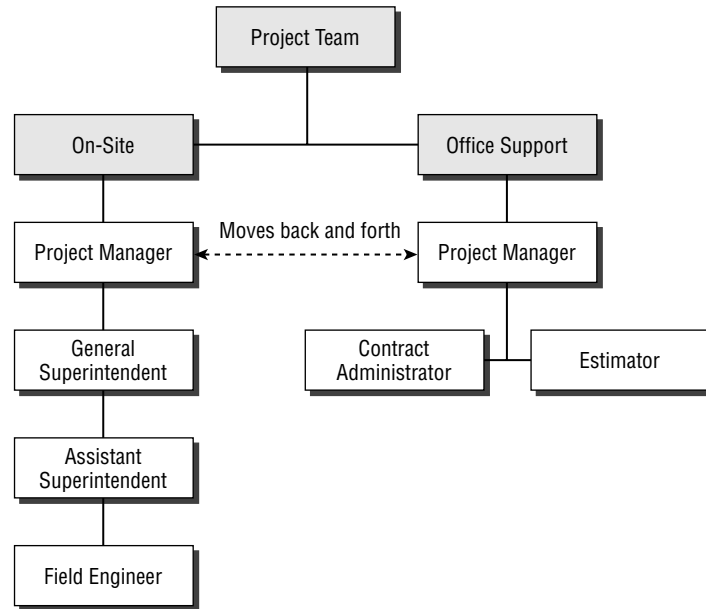 Project Team
On-Site
Office Support
Project Manager
Moves back and forth
Project Manager
General
Superintendent
Contract
Administrator
Estimator
Assistant
Superintendent
Field Engineer